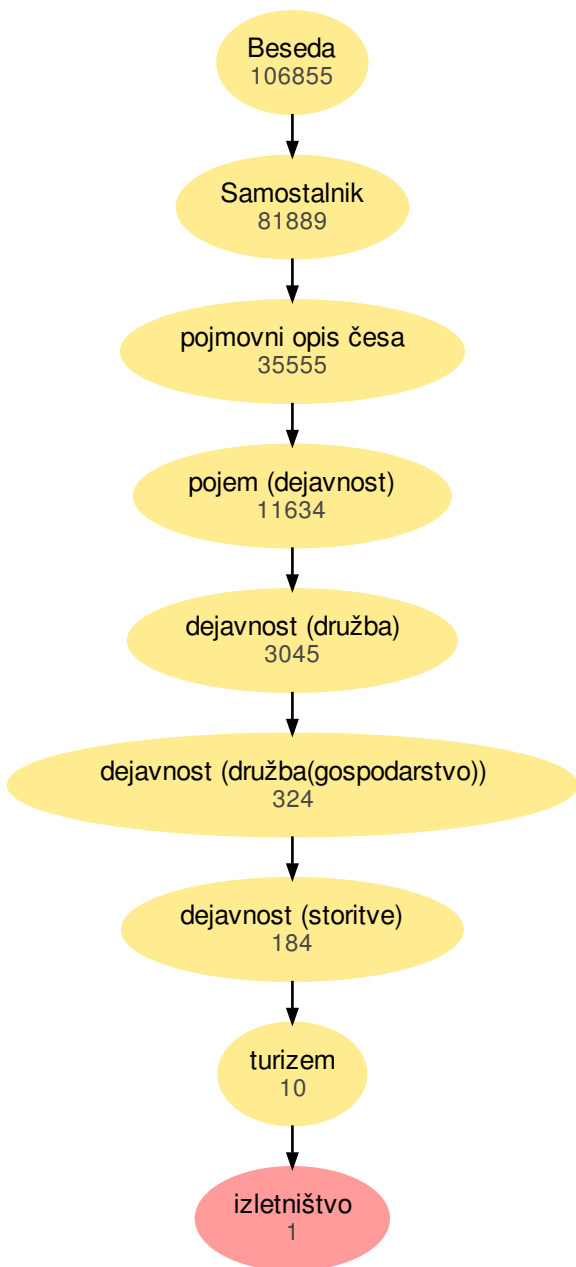 Beseda
106855
Samostalnik
81889
pojmovni opis česa
35555
pojem (dejavnost)
11634
dejavnost (družba)
3045
dejavnost (družba(gospodarstvo))
324
dejavnost (storitve)
184
turizem
10
izletništvo
1